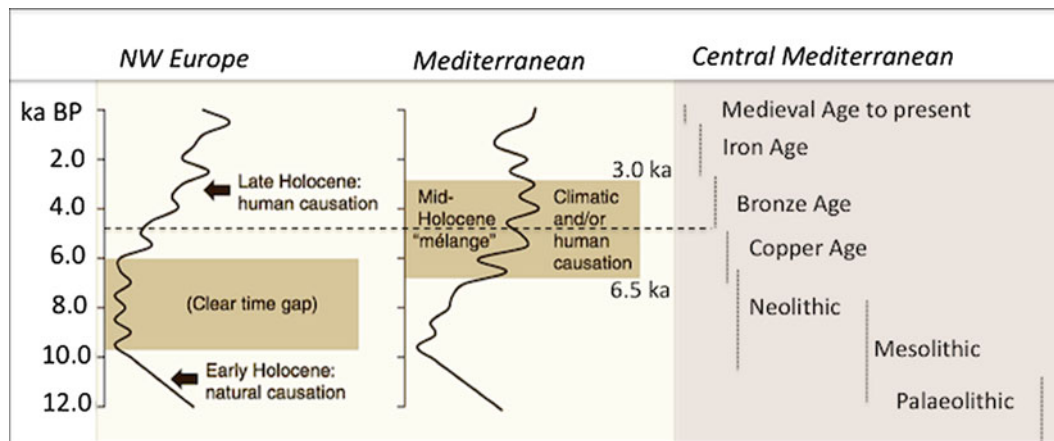 NW Europe
Mediterranean
Central Mediterranean
ka BP
2.0
4.0
6.0
8.0
10.0
12.0
Late Holocene:
human causation
(Clear time gap)
Early Holocene:
natural causation
3.0 ka
Mid-
Holocene
"mélange"
Climatic
and/or
human
causation
6.5 ka
Medieval Age to present
Iron Age
Bronze Age
Copper Age
Neolithic
Mesolithic
Palaeolithic